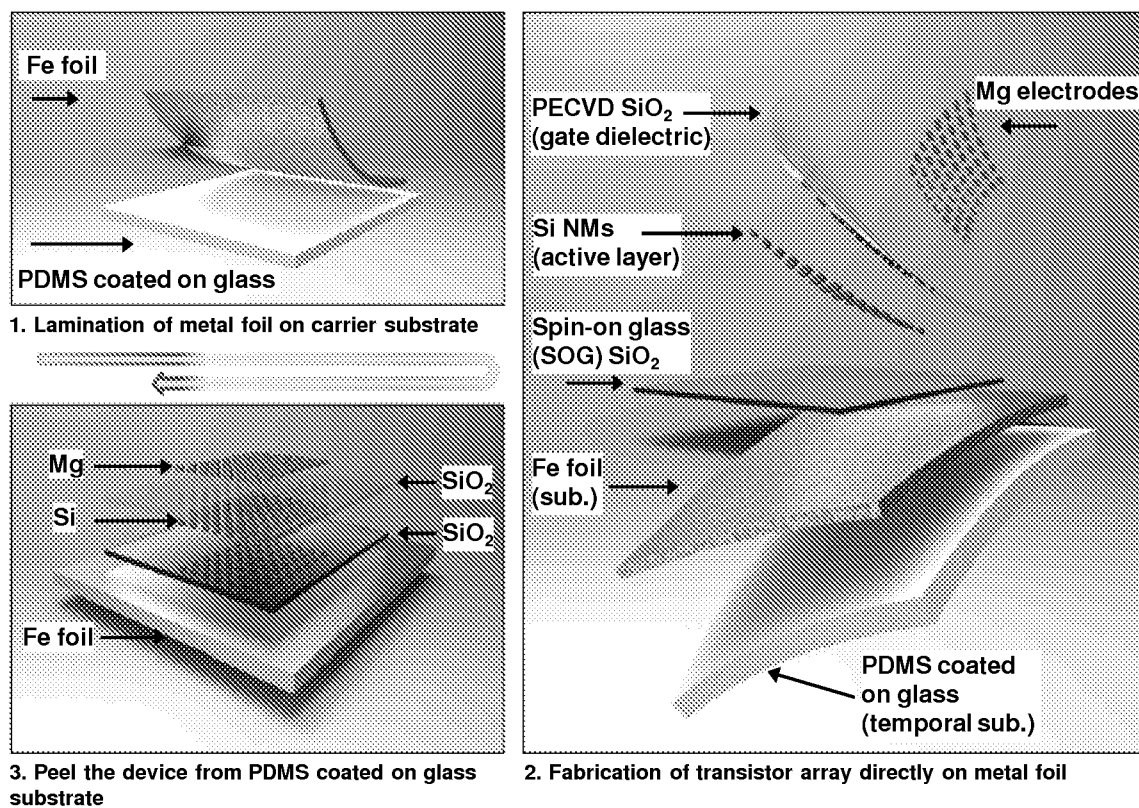 Fe foil
PDMS coated on glass
1. Lamination of metal foil on carrier substrate
PECVD SiO₂
(gate dielectric)
Mg electrodes
Si NMs
(active layer)
Spin-on glass
(SOG) SiO₂
Fe foil
(sub.)
PDMS coated
on glass
(temporal sub.)
2. Fabrication of transistor array directly on metal foil
Mg
SiO₂
Si
SiO₂
Fe foil
3. Peel the device from PDMS coated on glass
substrate